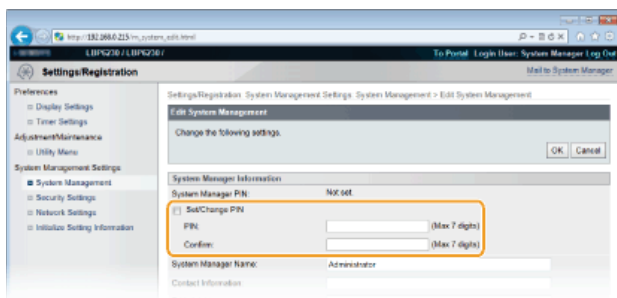 http://192.168.0.215/m_system_edit.html
LBP6230 / LBP6230 /
To Portal Login User: System Manager Log Out
Settings/Registration
Mail to System Manager
Preferences
Display Settings
Timer Settings
Adjustment/Maintenance
Utility Menu
System Management Settings
System Management
Security Settings
Network Settings
Initialize Setting Information
Settings/Registration: System Management Settings: System Management > Edit System Management
Edit System Management
Change the following settings.
OK Cancel
System Manager Information
System Manager PIN: Not set.
Set/Change PIN
PIN: (Max 7 digits)
Confirm: (Max 7 digits)
System Manager Name: Administrator
Contact Information: